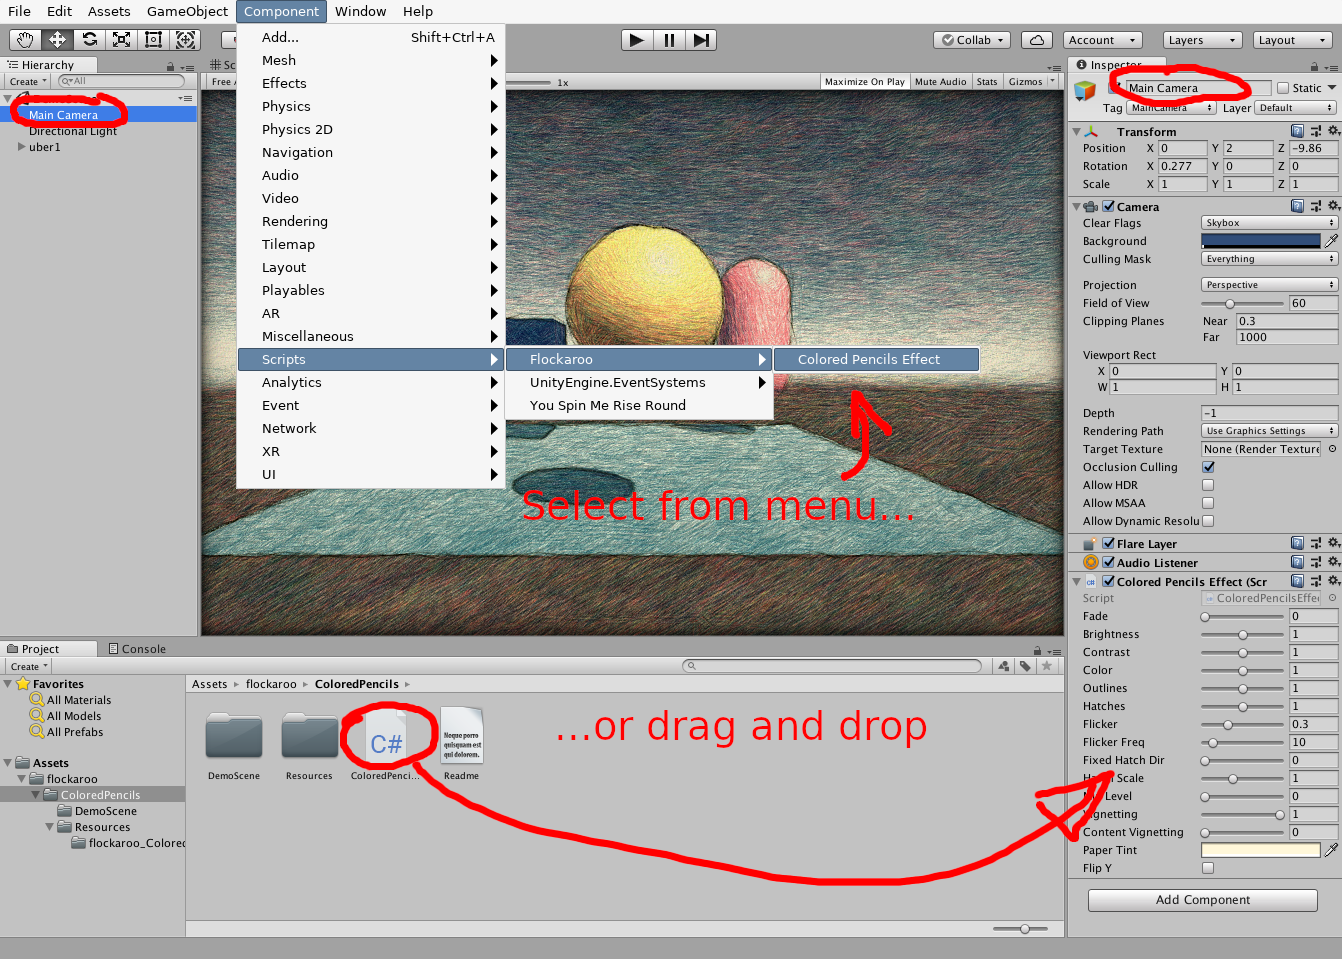 File Edit Assets GameObject Component Window Help
Collab Account Layers Layout
Hierarchy
Create All
Main Camera
Directional Light
uber1
Add... Shift+Ctrl+A
Mesh
Effects
Physics
Physics 2D
Navigation
Audio
Video
Rendering
Tilemap
Layout
Playables
AR
Miscellaneous
Scripts
Analytics
Event
Network
XR
UI
Flockaroo
UnityEngine.EventSystems
You Spin Me Rise Round
Colored Pencils Effect
Sc
Free A 1x Maximize On Play Mute Audio Stats Gizmos
Select from menu...
Inspector
Main Camera Static
Tag MainCamera Layer Default
Transform
Position X 0 Y 2 Z -9.86
Rotation X 0.277 Y 0 Z 0
Scale X 1 Y 1 Z 1
Camera
Clear Flags Skybox
Background
Culling Mask Everything
Projection Perspective
Field of View 60
Clipping Planes Near 0.3
Far 1000
Viewport Rect
X 0 Y 0
W 1 H 1
Depth -1
Rendering Path Use Graphics Settings
Target Texture None (Render Texture
Occlusion Culling
Allow HDR
Allow MSAA
Allow Dynamic Resolu
Flare Layer
Audio Listener
Colored Pencils Effect (Scr
Script ColoredPencilsEffe
Fade 0
Brightness 1
Contrast 1
Color 1
Outlines 1
Hatches 1
Flicker 0.3
Flicker Freq 10
Fixed Hatch Dir 0
Scale 1
Level 0
Vignetting 1
Content Vignetting 0
Paper Tint
Flip Y
Add Component
Project Console
Create
Favorites
All Materials
All Models
All Prefabs
Assets
flockaroo
ColoredPencils
DemoScene
Resources
flockaroo_Colored
Assets flockaroo ColoredPencils
C#
Neque porro
quisquam est
qui dolorem.
DemoScene Resources ColoredPenci... Readme
...or drag and drop